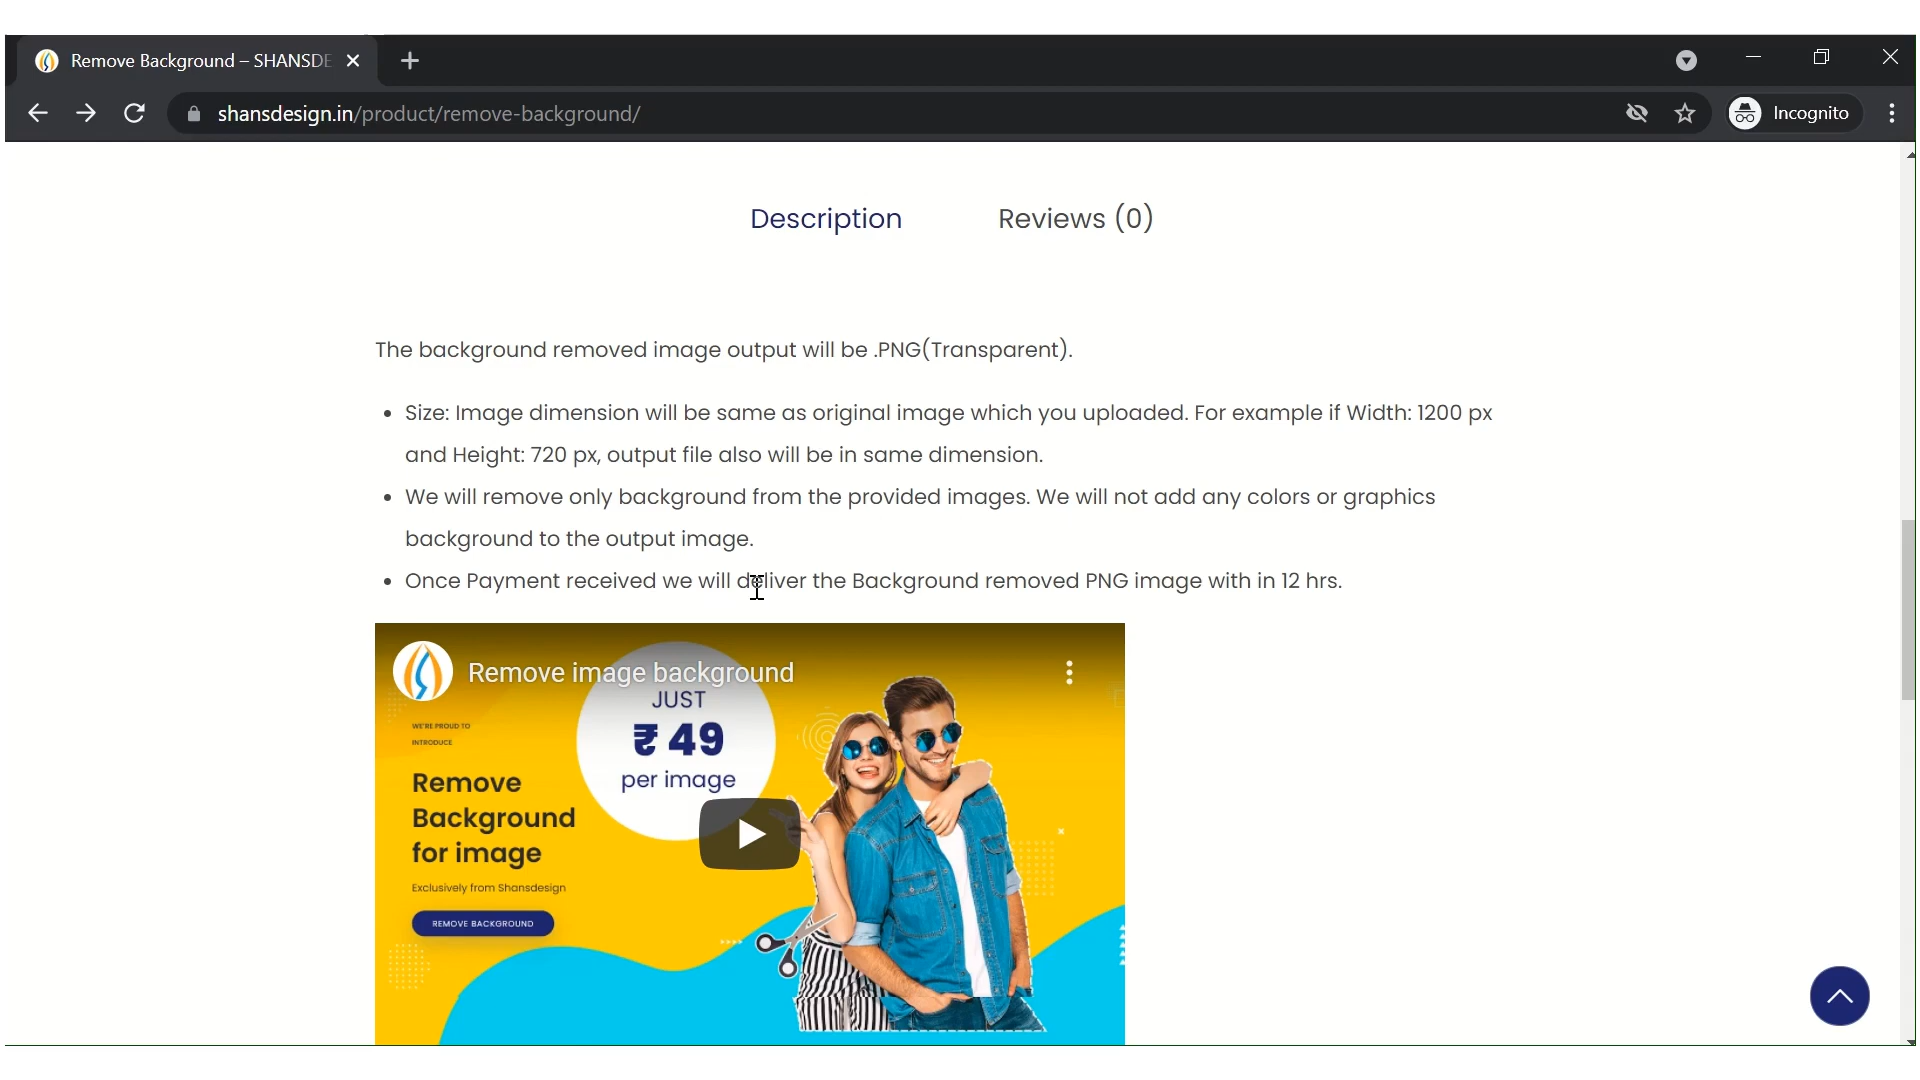 Remove Background – SHANSDE
shansdesign.in/product/remove-background/
Incognito
Description
Reviews (0)
The background removed image output will be .PNG(Transparent).
Size: Image dimension will be same as original image which you uploaded. For example if Width: 1200 px
and Height: 720 px, output file also will be in same dimension.
We will remove only background from the provided images. We will not add any colors or graphics
background to the output image.
Once Payment received we will deliver the Background removed PNG image with in 12 hrs.
Remove image background
JUST
₹ 49
per image
WE'RE PROUD TO
INTRODUCE
Remove
Background
for image
Exclusively from Shansdesign
REMOVE BACKGROUND